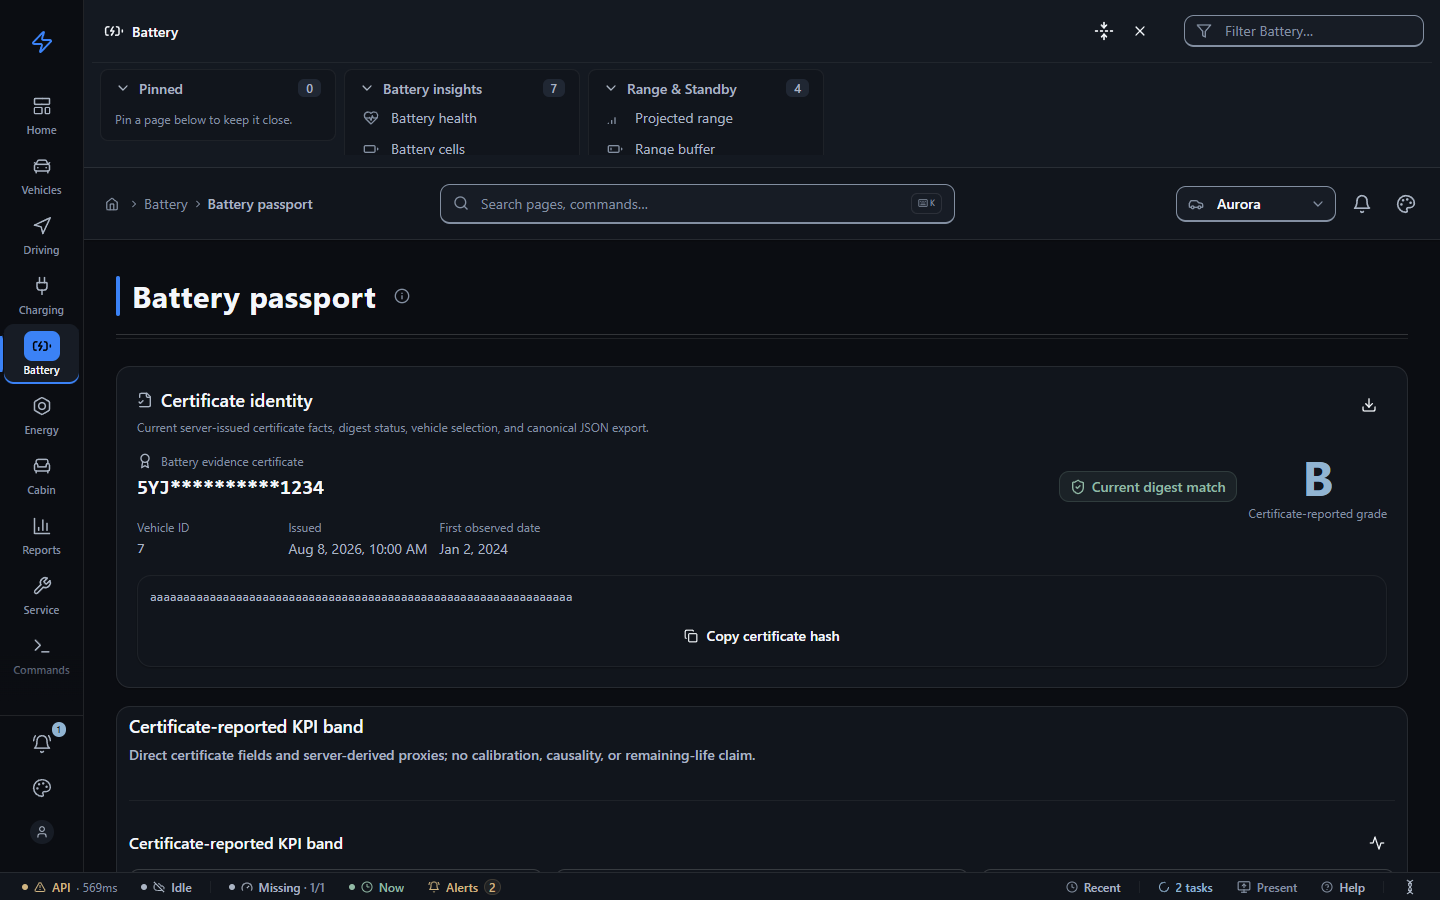 Battery
Filter Battery...
Pinned 0
Pin a page below to keep it close.
Battery insights 7
Battery health
Battery cells
Range & Standby 4
Projected range
Range buffer
Home
Vehicles
Driving
Charging
Battery
Energy
Cabin
Reports
Service
Commands
1
Battery > Battery passport
Search pages, commands...
K
Aurora
Battery passport
Certificate identity
Current server-issued certificate facts, digest status, vehicle selection, and canonical JSON export.
Battery evidence certificate
5YJ**********1234
Current digest match
B
Certificate-reported grade
Vehicle ID
7
Issued
Aug 8, 2026, 10:00 AM
First observed date
Jan 2, 2024
aaaaaaaaaaaaaaaaaaaaaaaaaaaaaaaaaaaaaaaaaaaaaaaaaaaaaaaaaaaaaaaa
Copy certificate hash
Certificate-reported KPI band
Direct certificate fields and server-derived proxies; no calibration, causality, or remaining-life claim.
Certificate-reported KPI band
API · 569ms
Idle
Missing · 1/1
Now
Alerts 2
Recent
2 tasks
Present
Help